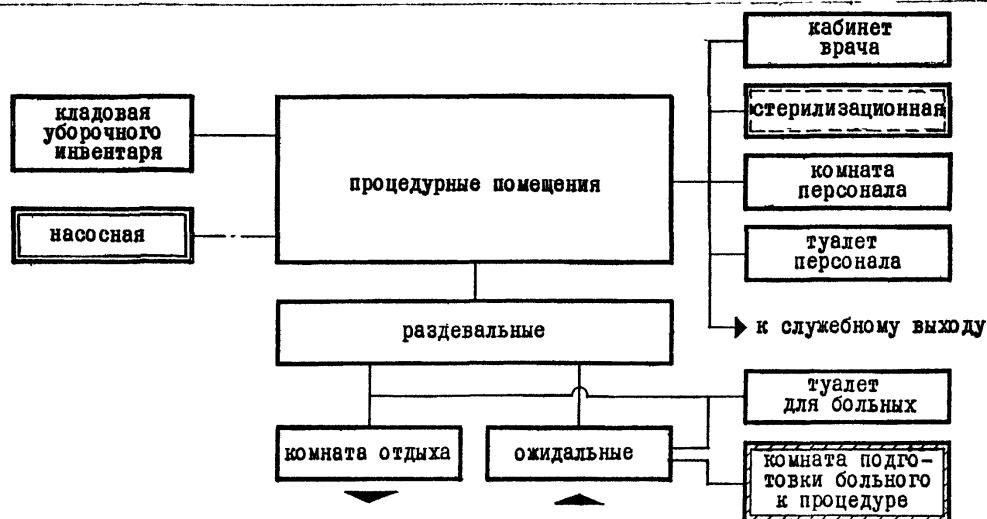 кабинет
врача
кладовая
уборочного
инвентаря
стерилизационная
процедурные помещения
комната
персонала
насосная
туалет
персонала
раздевальные
к служебному выходу
туалет
для больных
комната отдыха
ожидальные
комната подго-
товки больного
к процедуре